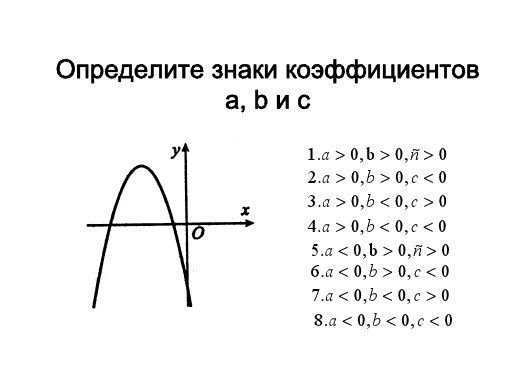 Определите знаки коэффициентов
a, b и c
y
x
O
1.a > 0,b > 0,ñ > 0
2.a > 0,b > 0,c < 0
3.a > 0,b < 0,c > 0
4.a > 0,b < 0,c < 0
5.a < 0,b > 0,ñ > 0
6.a < 0,b > 0,c < 0
7.a < 0,b < 0,c > 0
8.a < 0,b < 0,c < 0